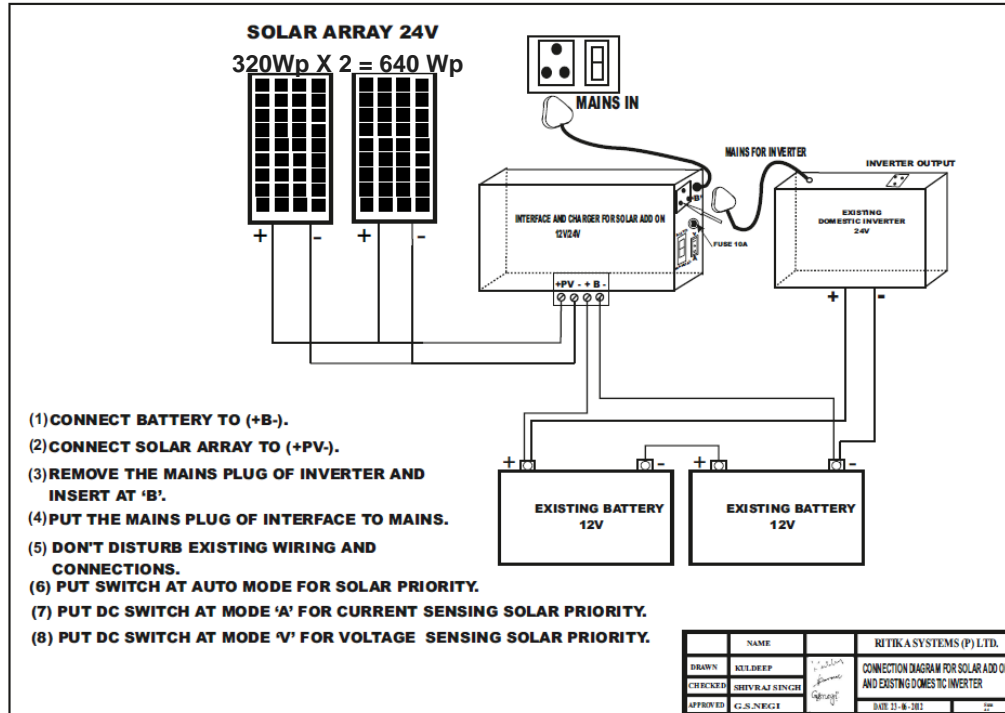 SOLAR ARRAY 24V
320Wp X 2 = 640 Wp
MAINS IN
MAINS FOR INVERTER
INVERTER OUTPUT
INTERFACE AND CHARGER FOR SOLAR ADD ON
12V/24V
'B'
FUSE 10A
A
EXISTING
DOMESTIC INVERTER
24V
+ - + -
+PV - + B -
+ -
(1) CONNECT BATTERY TO (+B-).
(2) CONNECT SOLAR ARRAY TO (+PV-).
(3) REMOVE THE MAINS PLUG OF INVERTER AND
INSERT AT ‘B’.
(4) PUT THE MAINS PLUG OF INTERFACE TO MAINS.
(5) DON'T DISTURB EXISTING WIRING AND
CONNECTIONS.
(6) PUT SWITCH AT AUTO MODE FOR SOLAR PRIORITY.
(7) PUT DC SWITCH AT MODE ‘A’ FOR CURRENT SENSING SOLAR PRIORITY.
(8) PUT DC SWITCH AT MODE ‘V’ FOR VOLTAGE SENSING SOLAR PRIORITY.
+ - + -
EXISTING BATTERY
12V
EXISTING BATTERY
12V
NAME
RITIKA SYSTEMS (P) LTD.
DRAWN KULDEEP
CHECKED SHIVRAJ SINGH
APPROVED G.S.NEGI
CONNECTION DIAGRAM FOR SOLAR ADD O
AND EXISTING DOMESTIC INVERTER
DATE 23 - 06 - 2012